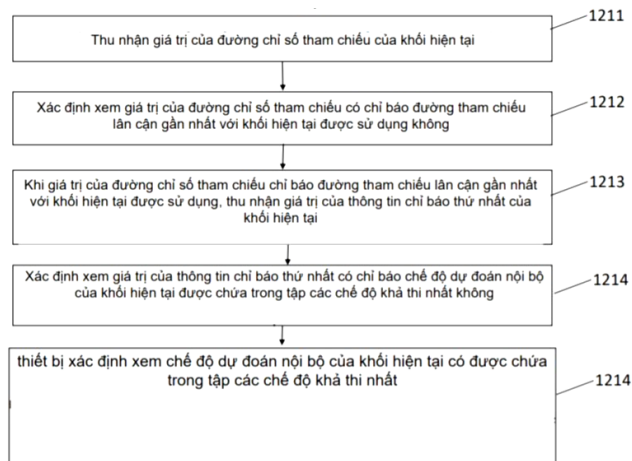 1211
Thu nhận giá trị của đường chỉ số tham chiếu của khối hiện tại
1212
Xác định xem giá trị của đường chỉ số tham chiếu có chỉ báo đường tham chiếu
lân cận gần nhất với khối hiện tại được sử dụng không
1213
Khi giá trị của đường chỉ số tham chiếu chỉ báo đường tham chiếu lân cận gần nhất
với khối hiện tại được sử dụng, thu nhận giá trị của thông tin chỉ báo thứ nhất của
khối hiện tại
1214
Xác định xem giá trị của thông tin chỉ báo thứ nhất có chỉ báo chế độ dự đoán nội bộ
của khối hiện tại được chứa trong tập các chế độ khả thi nhất không
thiết bị xác định xem chế độ dự đoán nội bộ của khối hiện tại có được chứa
trong tập các chế độ khả thi nhất
1214